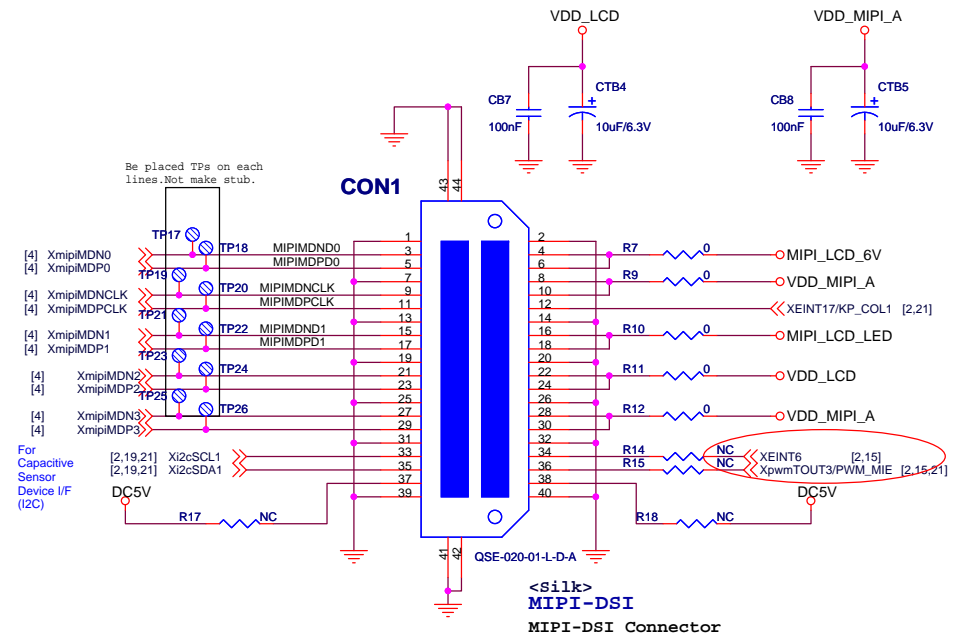 VDD_LCD
VDD_MIPI_A
CB7
100nF
CTB4
+
10uF/6.3V
CB8
100nF
CTB5
+
10uF/6.3V
Be placed TPs on each
lines.Not make stub.
CON1
43
44
TP17
TP18
[4] XmipiMDN0
MIPIMDND0
[4] XmipiMDP0
MIPIMDPD0
TP19
TP20
[4] XmipiMDNCLK
MIPIMDNCLK
[4] XmipiMDPCLK
MIPIMDPCLK
TP21
TP22
[4] XmipiMDN1
MIPIMDND1
[4] XmipiMDP1
MIPIMDPD1
TP23
TP24
[4] XmipiMDN2
[4] XmipiMDP2
TP25
TP26
[4] XmipiMDN3
[4] XmipiMDP3
For
Capacitive
Sensor
Device I/F
(I2C)
[2,19,21] Xi2cSCL1
[2,19,21] Xi2cSDA1
DC5V
R17 NC
1
3
5
7
9
11
13
15
17
19
21
23
25
27
29
31
33
35
37
39
2
4
6
8
10
12
14
16
18
20
22
24
26
28
30
32
34
36
38
40
R7 0 MIPI_LCD_6V
R9 0 VDD_MIPI_A
XEINT17/KP_COL1 [2,21]
R10 0 MIPI_LCD_LED
R11 0 VDD_LCD
R12 0 VDD_MIPI_A
R14 NC XEINT6 [2,15]
R15 NC XpwmTOUT3/PWM_MIE [2,15,21]
DC5V
R18 NC
41
42
QSE-020-01-L-D-A
<Silk>
MIPI-DSI
MIPI-DSI Connector